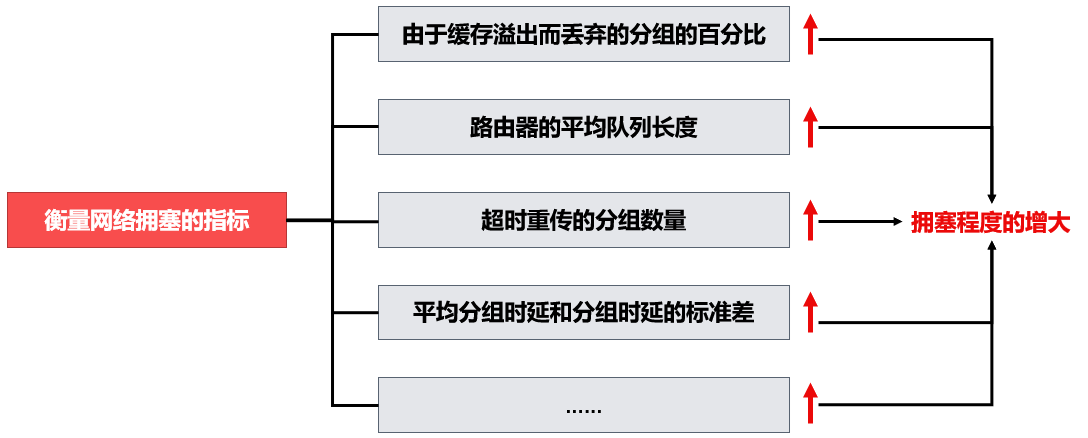 由于缓存溢出而丢弃的分组的百分比
路由器的平均队列长度
衡量网络拥塞的指标
超时重传的分组数量
拥塞程度的增大
平均分组时延和分组时延的标准差
……